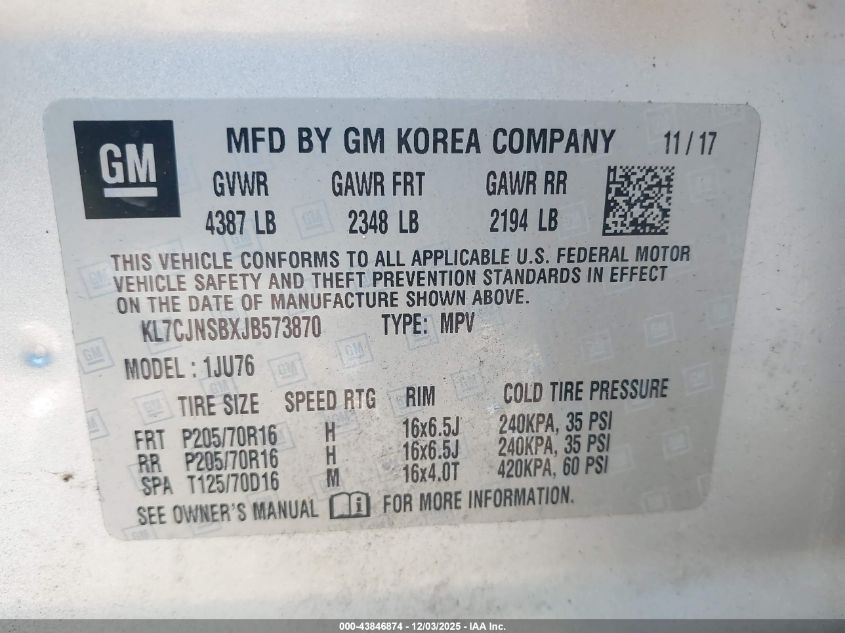 GM
MFD BY GM KOREA COMPANY 11/17
GVWR GAWR FRT GAWR RR
4387 LB 2348 LB 2194 LB
THIS VEHICLE CONFORMS TO ALL APPLICABLE U.S. FEDERAL MOTOR
VEHICLE SAFETY AND THEFT PREVENTION STANDARDS IN EFFECT
ON THE DATE OF MANUFACTURE SHOWN ABOVE.
KL7CJNSBXJB573870 TYPE: MPV
MODEL : 1JU76
TIRE SIZE SPEED RTG RIM COLD TIRE PRESSURE
FRT P205/70R16 H 16x6.5J 240KPA, 35 PSI
RR P205/70R16 H 16x6.5J 240KPA, 35 PSI
SPA T125/70D16 M 16x4.0T 420KPA, 60 PSI
SEE OWNER'S MANUAL i FOR MORE INFORMATION.
000-43846874 | 12/03/2025 - IAA Inc.